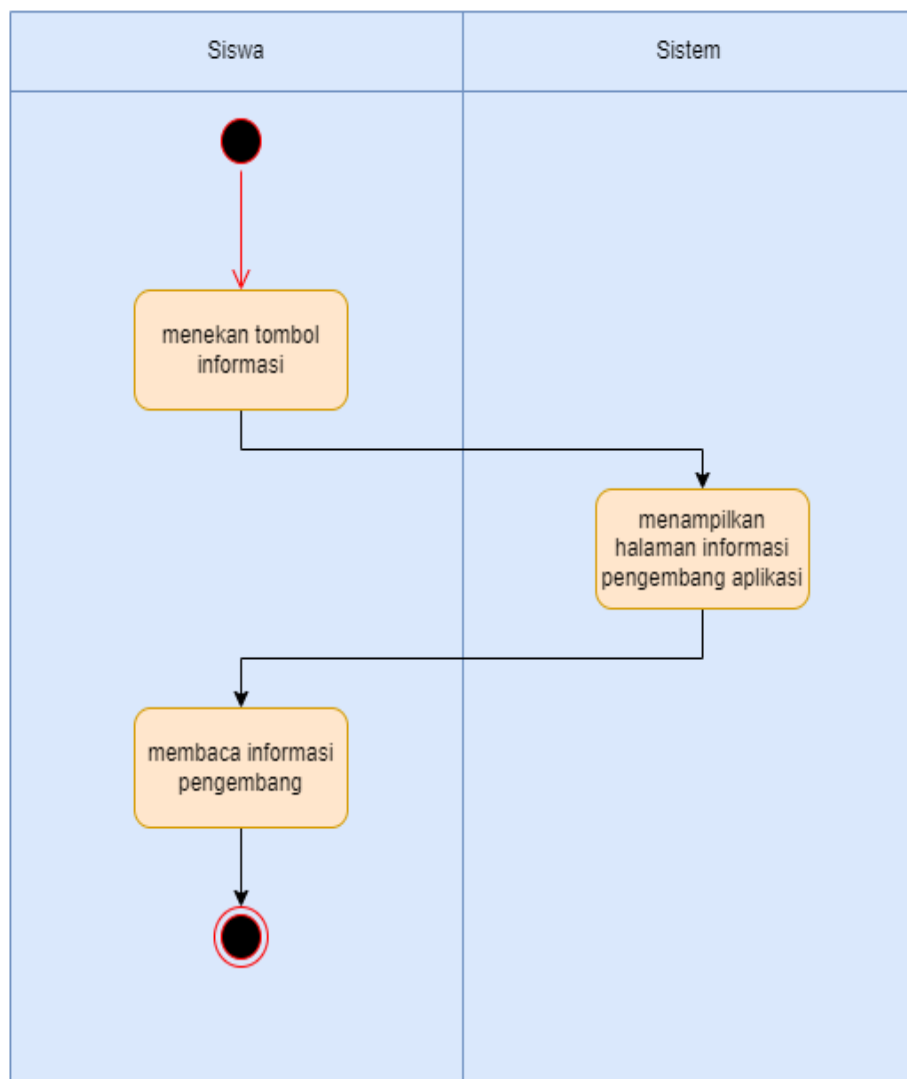 Siswa
Sistem
menekan tombol
informasi
menampilkan
halaman informasi
pengembang aplikasi
membaca informasi
pengembang